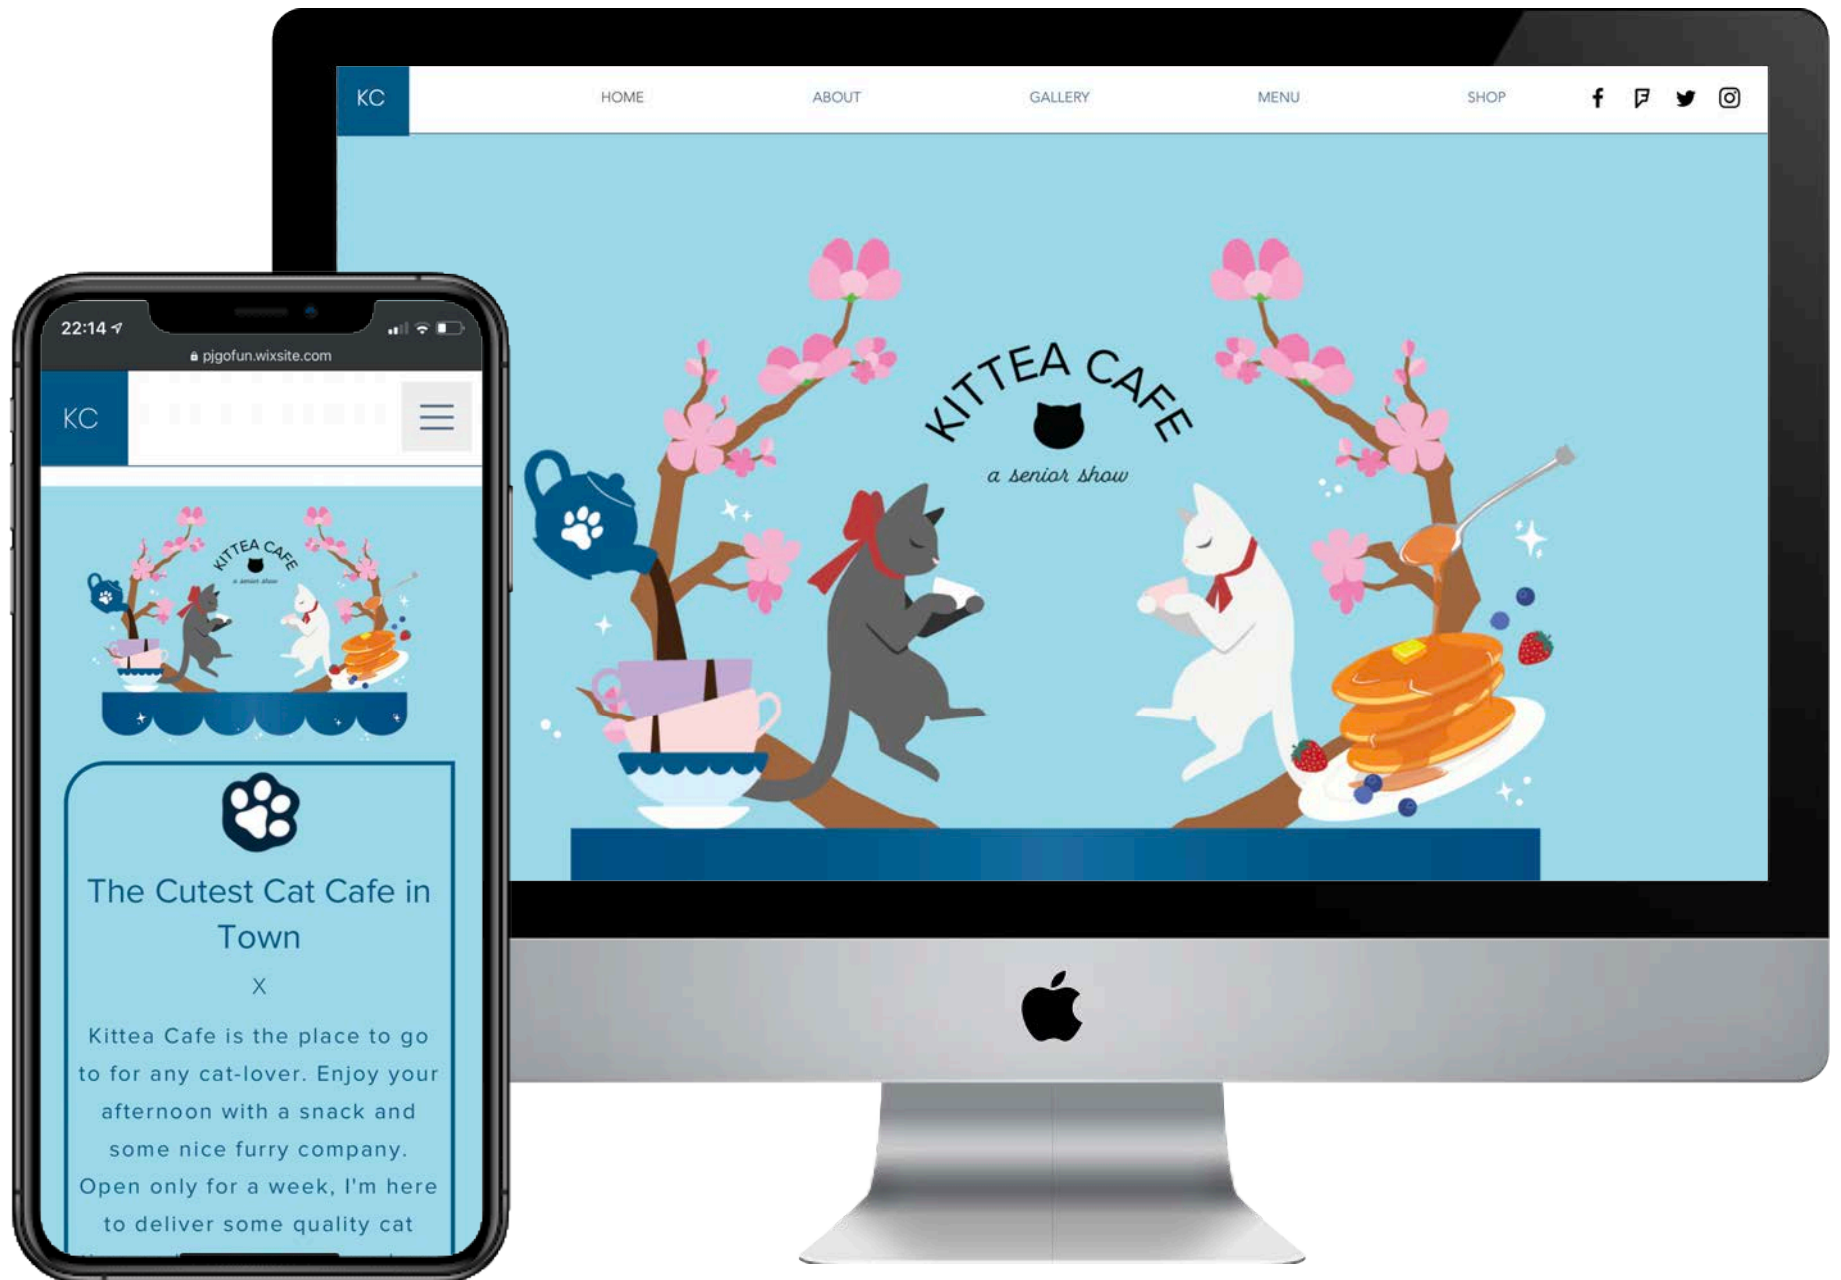 KC
HOME
ABOUT
GALLERY
MENU
SHOP
KITTEA CAFE
a senior show
22:14
pjgofun.wixsite.com
KC
KITTEA CAFE
a senior show
The Cutest Cat Cafe in
Town
X
Kittea Cafe is the place to go
to for any cat-lover. Enjoy your
afternoon with a snack and
some nice furry company.
Open only for a week, I'm here
to deliver some quality cat